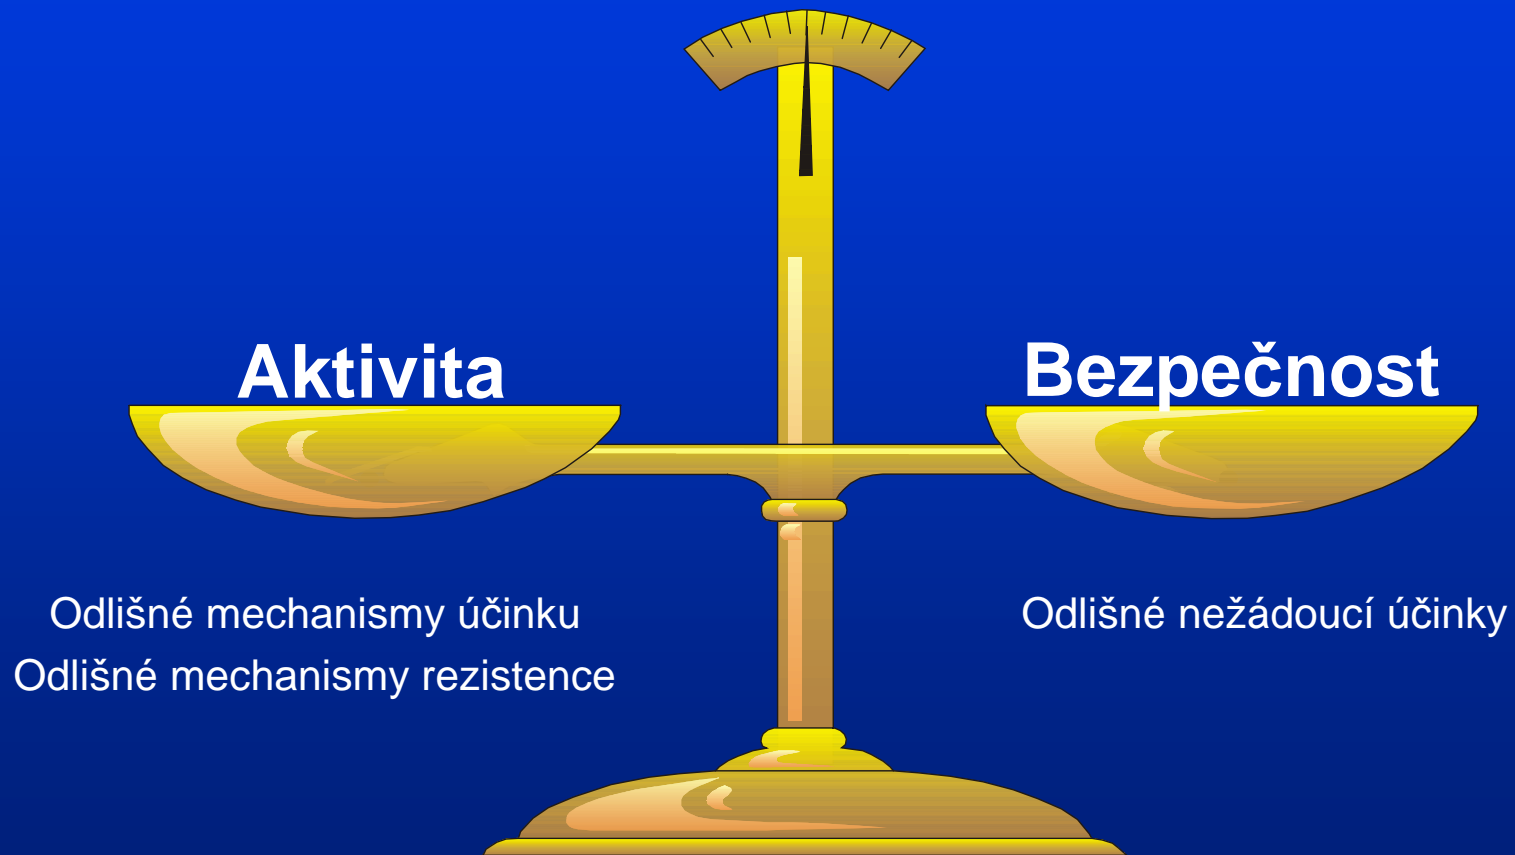 Aktivita
Bezpečnost
Odlišné mechanismy účinku
Odlišné mechanismy rezistence
Odlišné nežádoucí účinky